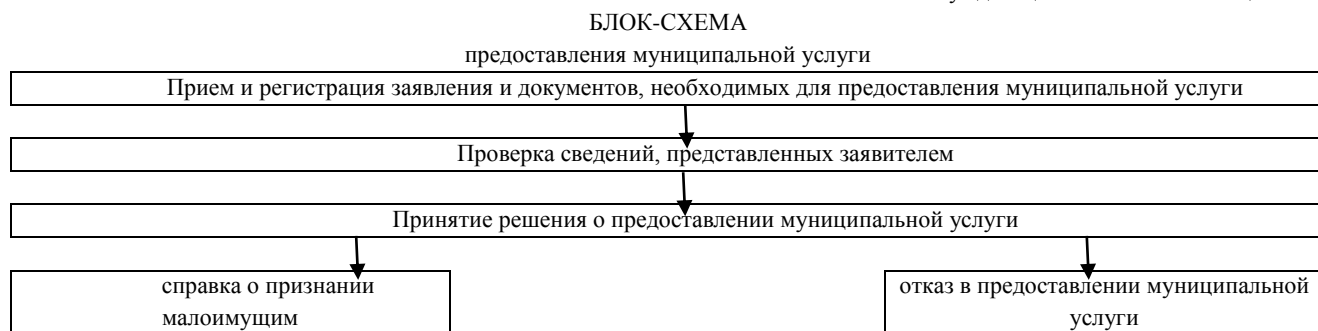 БЛОК-СХЕМА
предоставления муниципальной услуги
Прием и регистрация заявления и документов, необходимых для предоставления муниципальной услуги
Проверка сведений, представленных заявителем
Принятие решения о предоставлении муниципальной услуги
справка о признании
малоимущим
отказ в предоставлении муниципальной
услуги